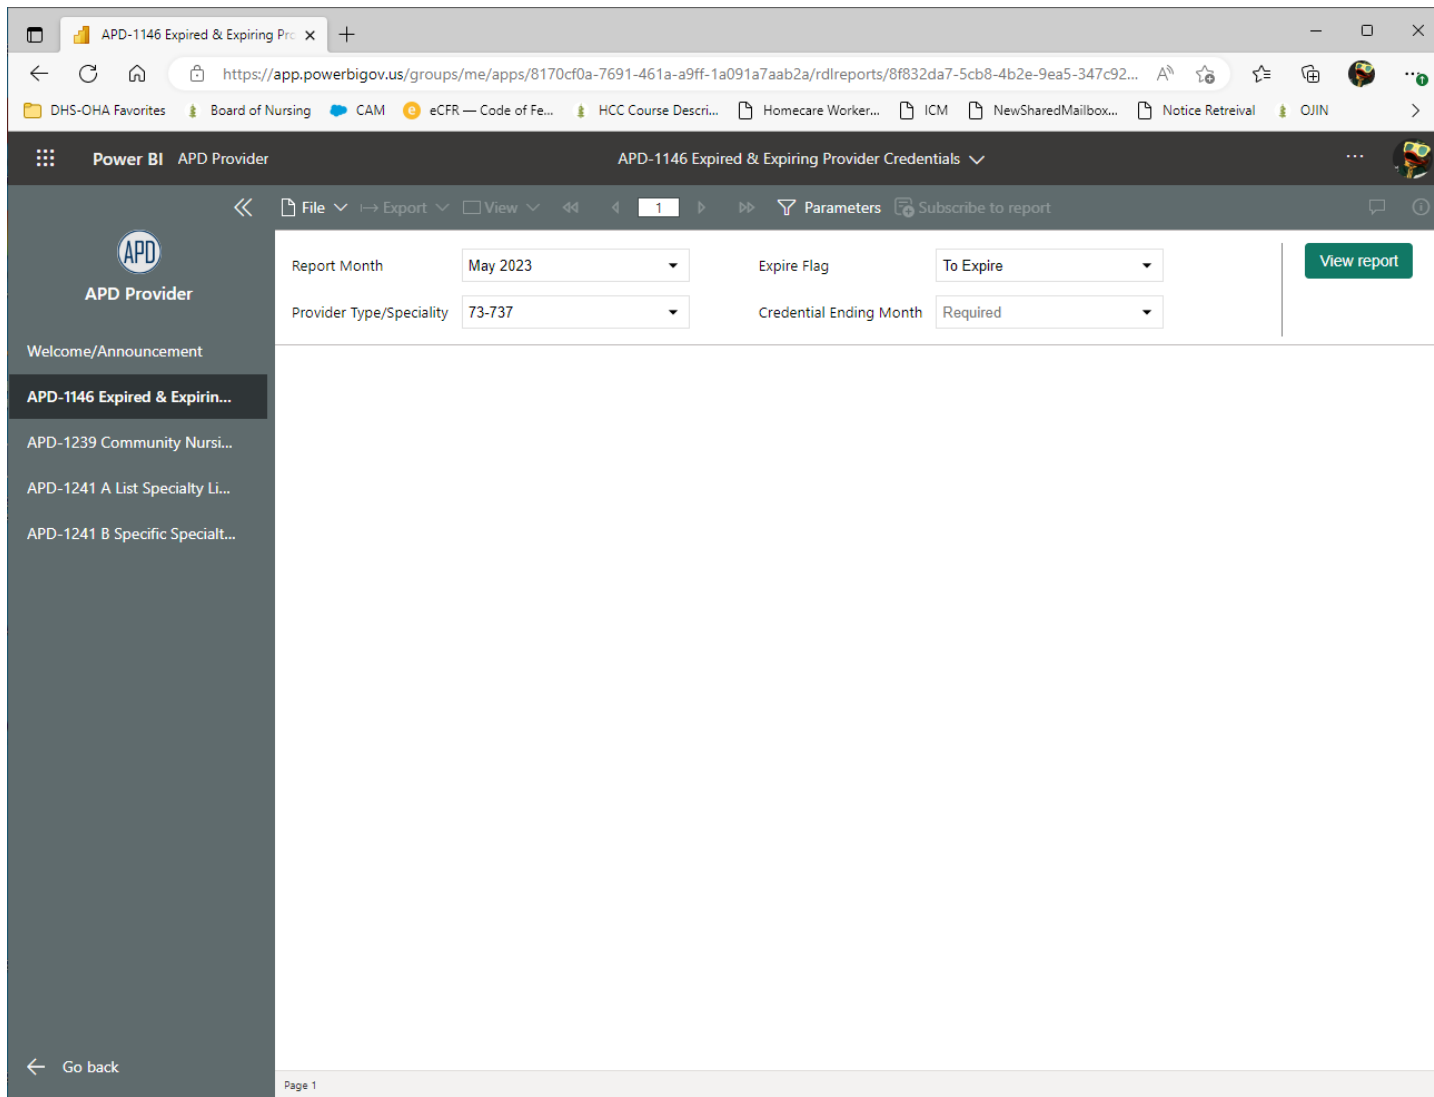 APD-1146 Expired & Expiring Pro
https://app.powerbigov.us/groups/me/apps/8170cf0a-7691-461a-a9ff-1a091a7aab2a/rdlreports/8f832da7-5cb8-4b2e-9ea5-347c92...
DHS-OHA Favorites Board of Nursing CAM eCFR — Code of Fe... HCC Course Descri... Homecare Worker... ICM NewSharedMailbox... Notice Retreival OJIN
Power BI APD Provider APD-1146 Expired & Expiring Provider Credentials
File Export View 1 Parameters Subscribe to report
APD
APD Provider
Report Month May 2023 Expire Flag To Expire View report
Provider Type/Speciality 73-737 Credential Ending Month Required
Welcome/Announcement
APD-1146 Expired & Expirin...
APD-1239 Community Nursi...
APD-1241 A List Specialty Li...
APD-1241 B Specific Specialt...
Go back
Page 1